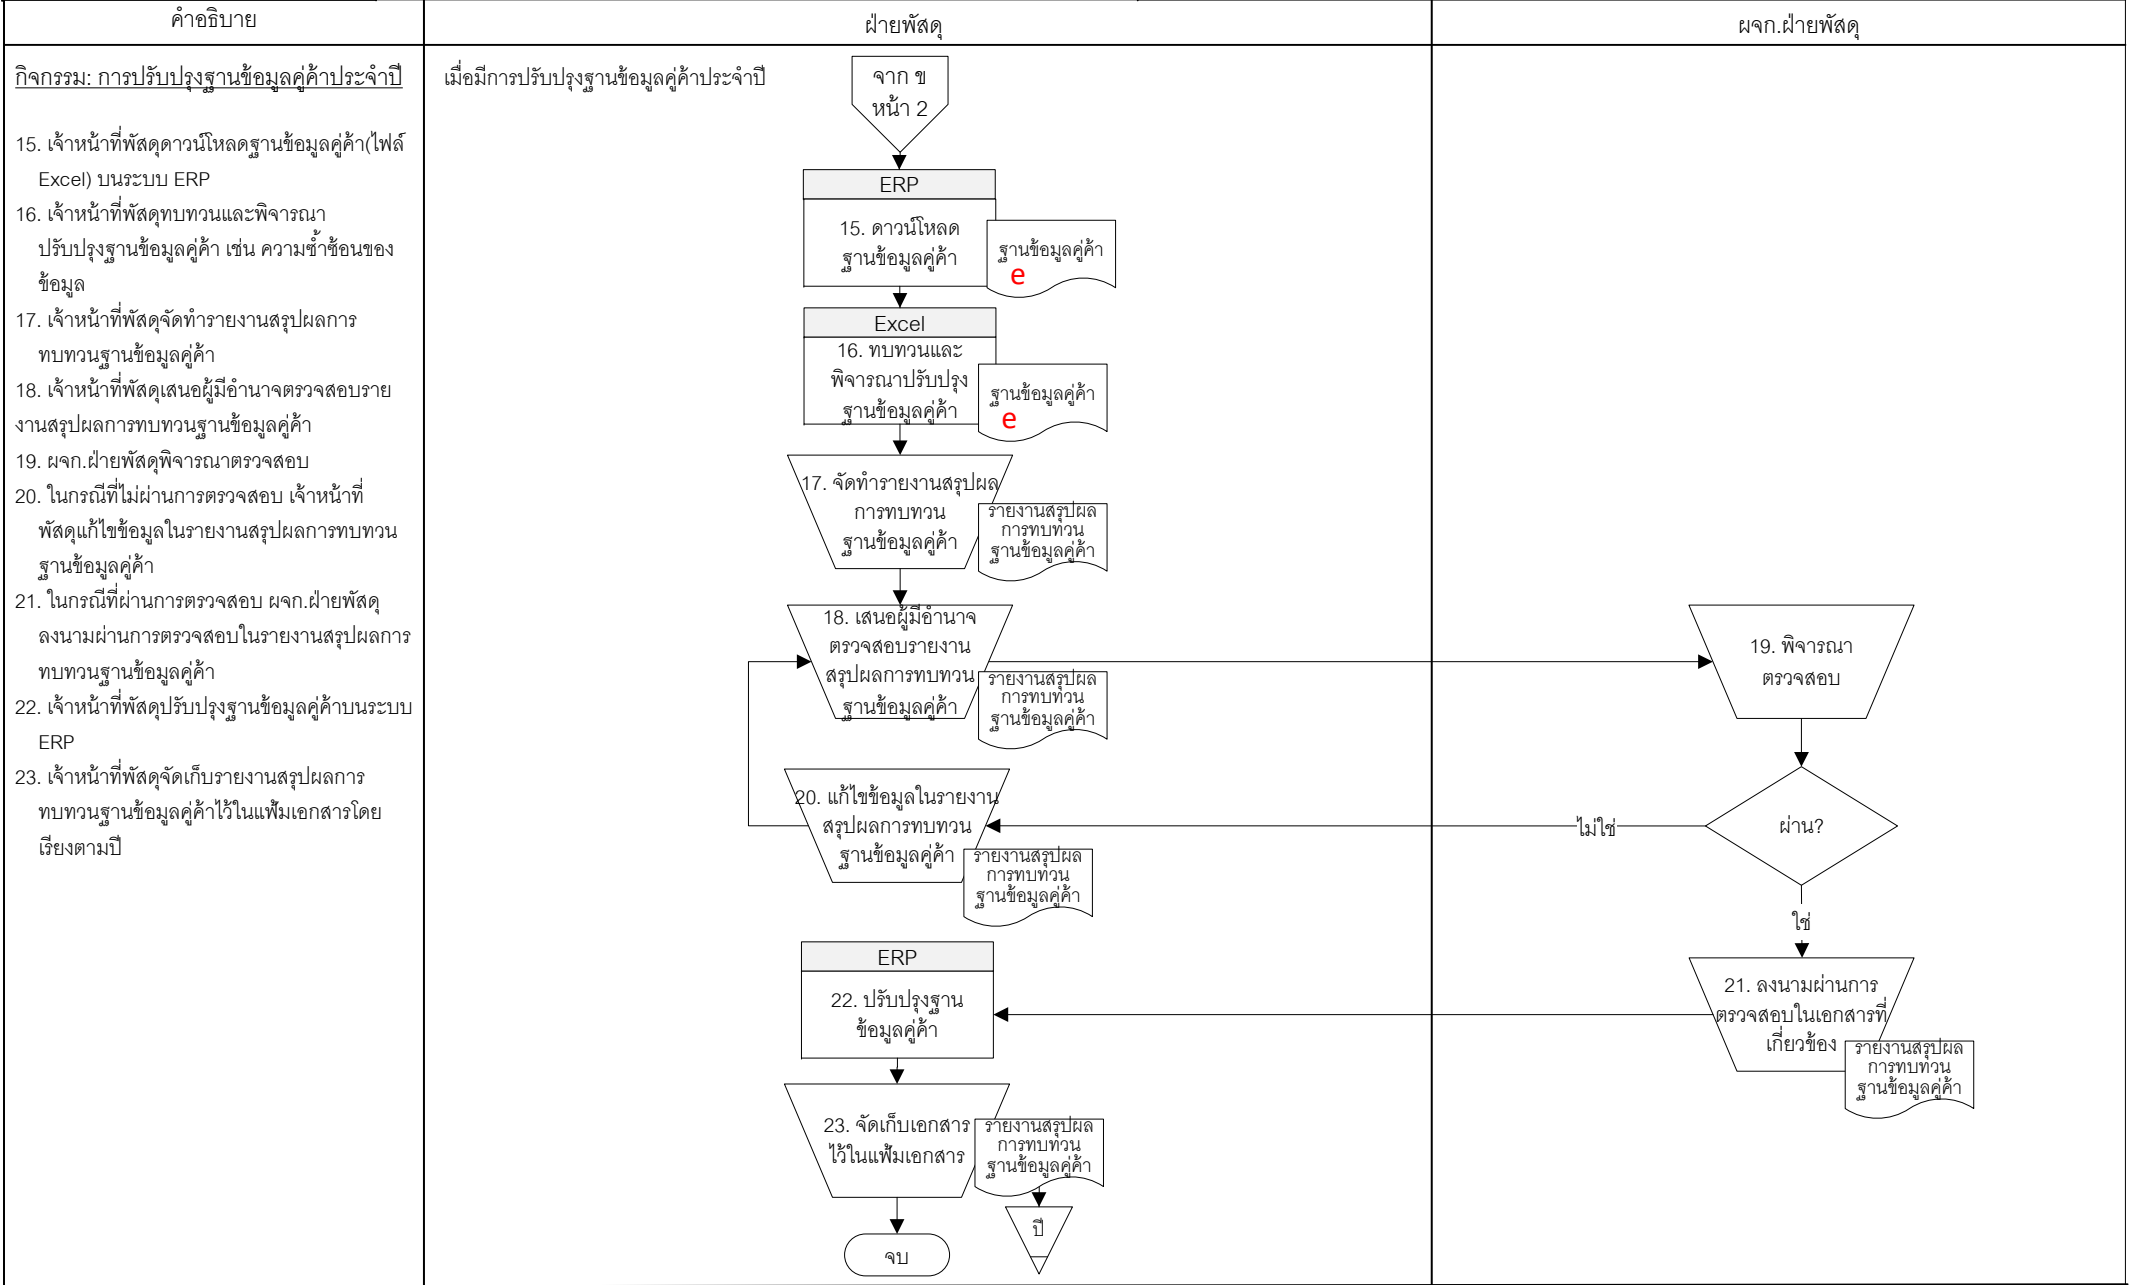 คำอธิบาย
ฝ่ายพัสดุ
ผจก.ฝ่ายพัสดุ
กิจกรรม: การปรับปรุงฐานข้อมูลคู่ค้าประจำปี
15. เจ้าหน้าที่พัสดุดาวน์โหลดฐานข้อมูลคู่ค้า(ไฟล์
Excel) บนระบบ ERP
16. เจ้าหน้าที่พัสดุทบทวนและพิจารณา
ปรับปรุงฐานข้อมูลคู่ค้า เช่น ความซ้ำซ้อนของ
ข้อมูล
17. เจ้าหน้าที่พัสดุจัดทำรายงานสรุปผลการ
ทบทวนฐานข้อมูลคู่ค้า
18. เจ้าหน้าที่พัสดุเสนอผู้มีอำนาจตรวจสอบราย
งานสรุปผลการทบทวนฐานข้อมูลคู่ค้า
19. ผจก.ฝ่ายพัสดุพิจารณาตรวจสอบ
20. ในกรณีที่ไม่ผ่านการตรวจสอบ เจ้าหน้าที่
พัสดุแก้ไขข้อมูลในรายงานสรุปผลการทบทวน
ฐานข้อมูลคู่ค้า
21. ในกรณีที่ผ่านการตรวจสอบ ผจก.ฝ่ายพัสดุ
ลงนามผ่านการตรวจสอบในรายงานสรุปผลการ
ทบทวนฐานข้อมูลคู่ค้า
22. เจ้าหน้าที่พัสดุปรับปรุงฐานข้อมูลคู่ค้าบนระบบ
ERP
23. เจ้าหน้าที่พัสดุจัดเก็บรายงานสรุปผลการ
ทบทวนฐานข้อมูลคู่ค้าไว้ในแฟ้มเอกสารโดย
เรียงตามปี
เมื่อมีการปรับปรุงฐานข้อมูลคู่ค้าประจำปี
จาก ข
หน้า 2
ERP
15. ดาวน์โหลด
ฐานข้อมูลคู่ค้า
ฐานข้อมูลคู่ค้า
e
Excel
16. ทบทวนและ
พิจารณาปรับปรุง
ฐานข้อมูลคู่ค้า
ฐานข้อมูลคู่ค้า
e
17. จัดทำรายงานสรุปผล
การทบทวน
ฐานข้อมูลคู่ค้า
รายงานสรุปผล
การทบทวน
ฐานข้อมูลคู่ค้า
18. เสนอผู้มีอำนาจ
ตรวจสอบรายงาน
สรุปผลการทบทวน
ฐานข้อมูลคู่ค้า
รายงานสรุปผล
การทบทวน
ฐานข้อมูลคู่ค้า
19. พิจารณา
ตรวจสอบ
ผ่าน?
ไม่ใช่
20. แก้ไขข้อมูลในรายงาน
สรุปผลการทบทวน
ฐานข้อมูลคู่ค้า
รายงานสรุปผล
การทบทวน
ฐานข้อมูลคู่ค้า
ใช่
21. ลงนามผ่านการ
ตรวจสอบในเอกสารที่
เกี่ยวข้อง
รายงานสรุปผล
การทบทวน
ฐานข้อมูลคู่ค้า
ERP
22. ปรับปรุงฐาน
ข้อมูลคู่ค้า
23. จัดเก็บเอกสาร
ไว้ในแฟ้มเอกสาร
รายงานสรุปผล
การทบทวน
ฐานข้อมูลคู่ค้า
ปี
จบ